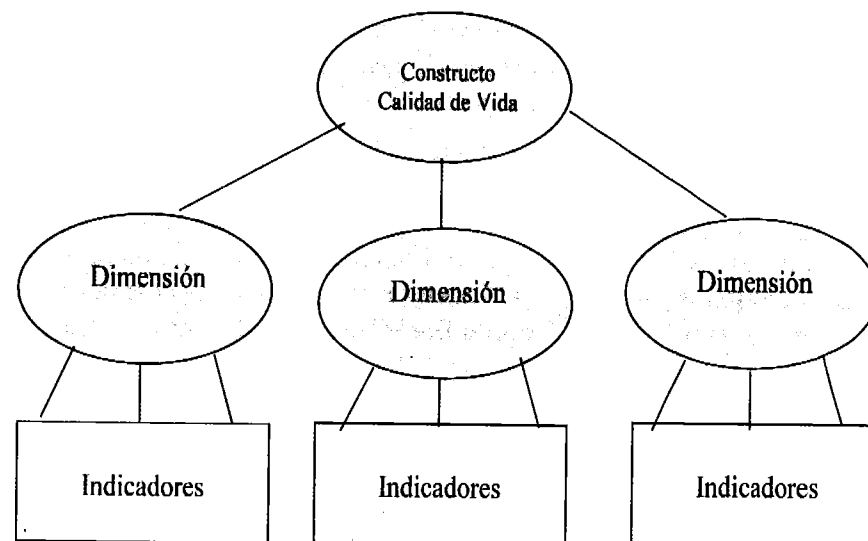 Constructo
Calidad de Vida
Dimensión
Dimensión
Dimensión
Indicadores
Indicadores
Indicadores